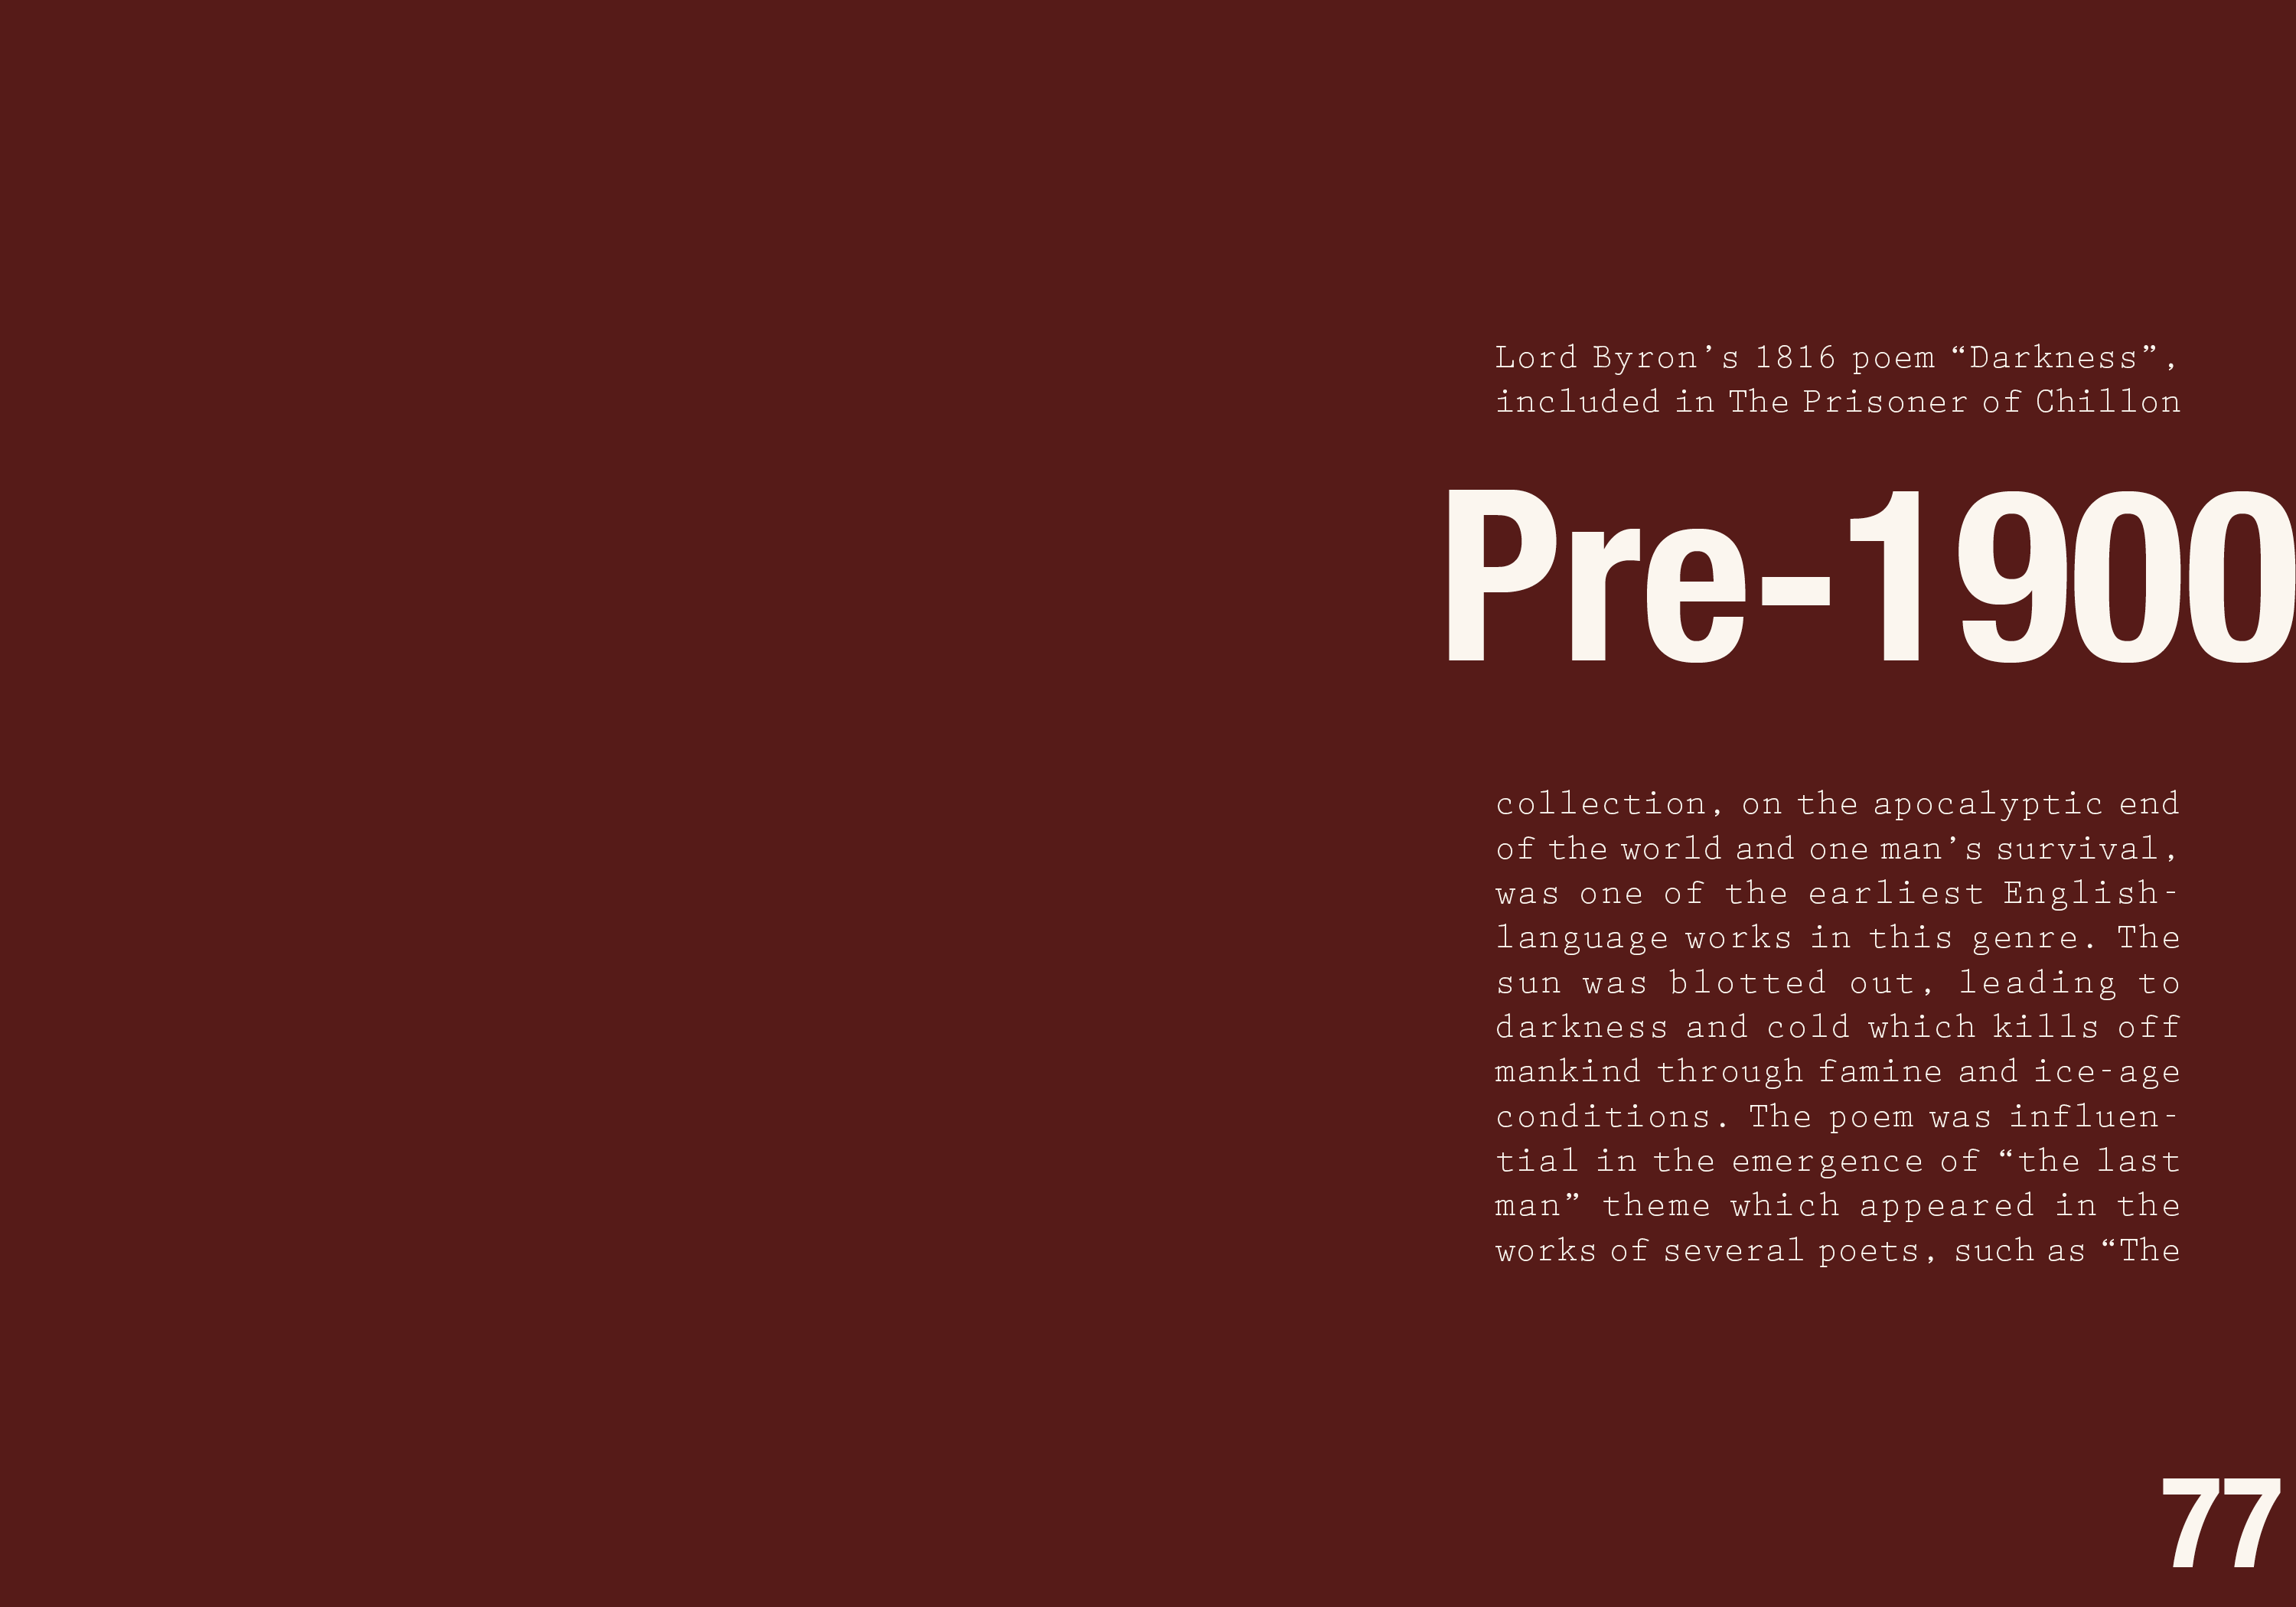 Lord Byron’s 1816 poem “Darkness”,
included in The Prisoner of Chillon
Pre-1900
collection, on the apocalyptic end
of the world and one man’s survival,
was one of the earliest English-
language works in this genre. The
sun was blotted out, leading to
darkness and cold which kills off
mankind through famine and ice-age
conditions. The poem was influen-
tial in the emergence of “the last
man” theme which appeared in the
works of several poets, such as “The
77